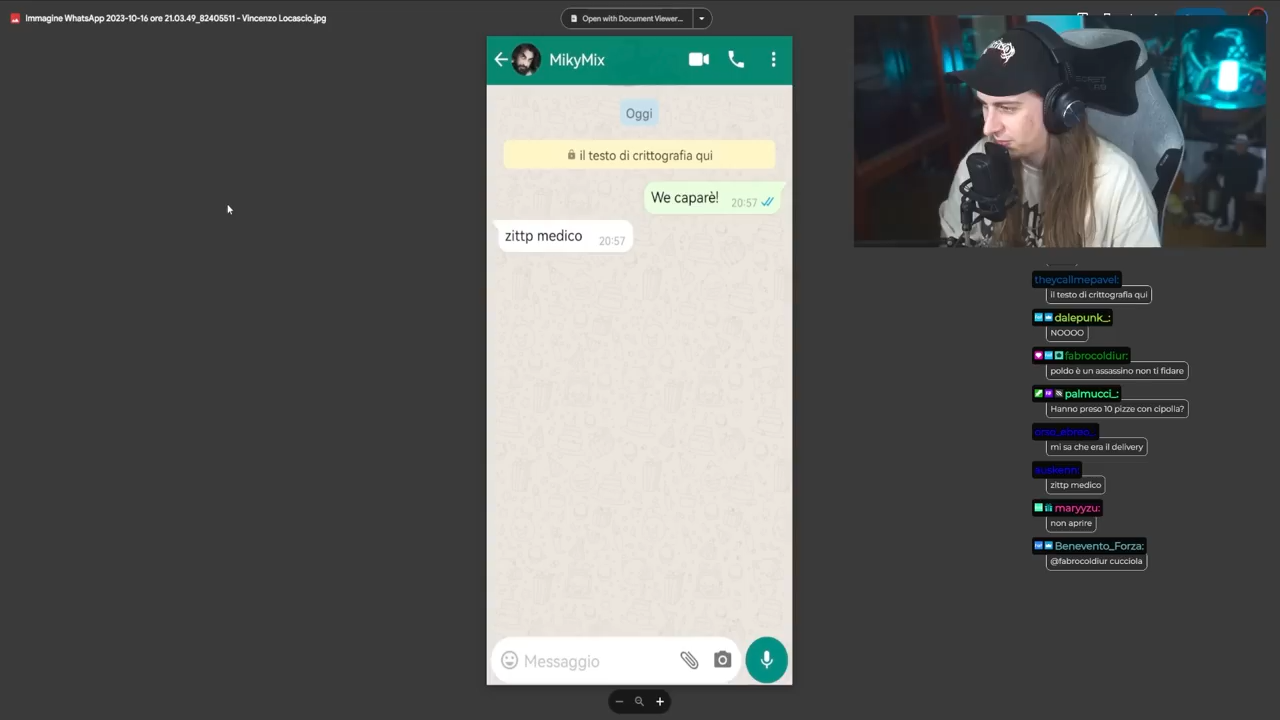 Immagine WhatsApp 2023-10-16 ore 21.03.49_82405511 - Vincenzo Locascio.jpg
Open with Document Viewer...
MikyMix
Oggi
il testo di crittografia qui
We caparè!
20:57
zittp medico
20:57
Messaggio
theycallmepavel:
il testo di crittografia qui
dalepunk_:
NOOOO
fabrocoldiur:
poldo è un assassino non ti fidare
palmucci_:
Hanno preso 10 pizze con cipolla?
mi sa che era il delivery
suskenn:
zittp medico
maryyzu:
non aprire
Benevento_Forza:
@fabrocoldiur cucciola